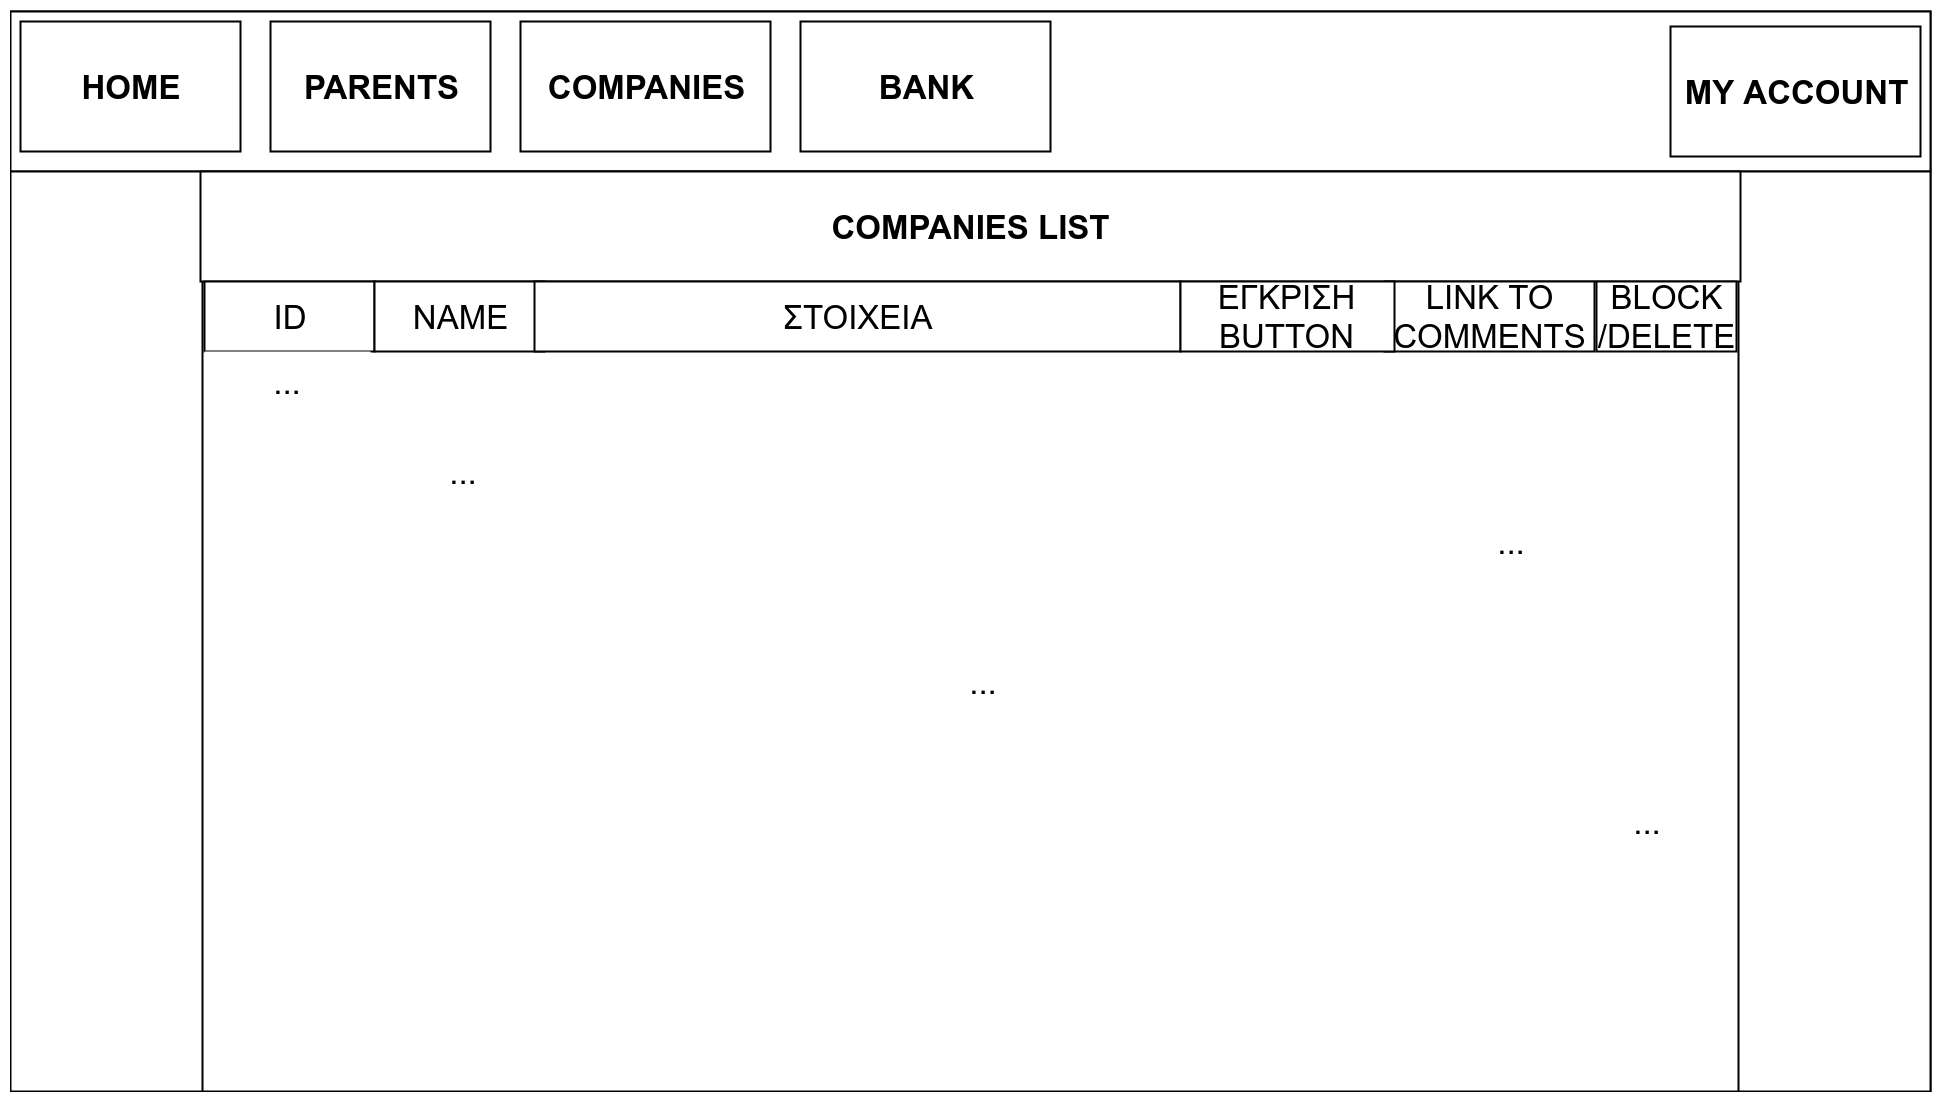 HOME
PARENTS
COMPANIES
BANK
MY ACCOUNT
COMPANIES LIST
ID
NAME
ΣΤΟΙΧΕΙΑ
ΕΓΚΡΙΣΗ
BUTTON
LINK TO
COMMENTS
BLOCK
/DELETE
...
...
...
...
...